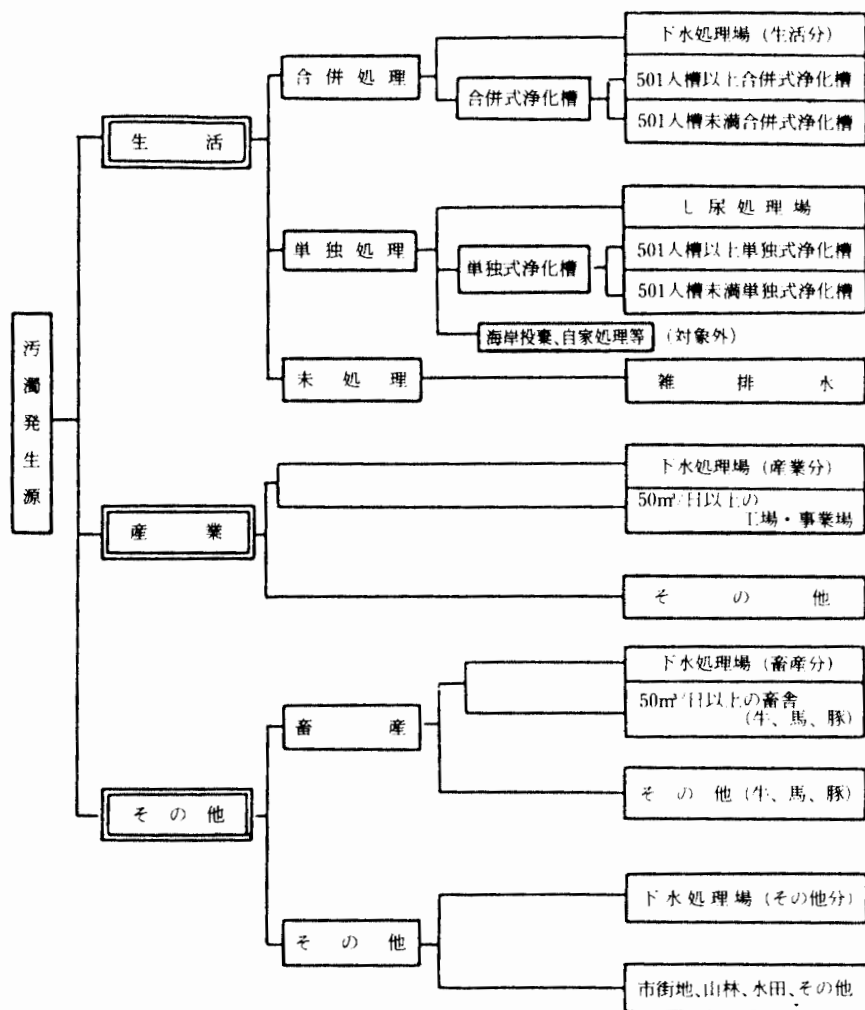 汚濁発生源
生活
合併処理
下水処理場(生活分)
合併式浄化槽
501人槽以上合併式浄化槽
501人槽未満合併式浄化槽
単独処理
し尿処理場
単独式浄化槽
501人槽以上単独式浄化槽
501人槽未満単独式浄化槽
海岸投棄、自家処理等 (対象外)
未処理
雑排水
産業
下水処理場(産業分)
50m³/日以上の
工場・事業場
その他
その他
畜産
下水処理場(畜産分)
50m³/日以上の畜舎
(牛、馬、豚)
その他(牛、馬、豚)
その他
下水処理場(その他分)
市街地、山林、水田、その他